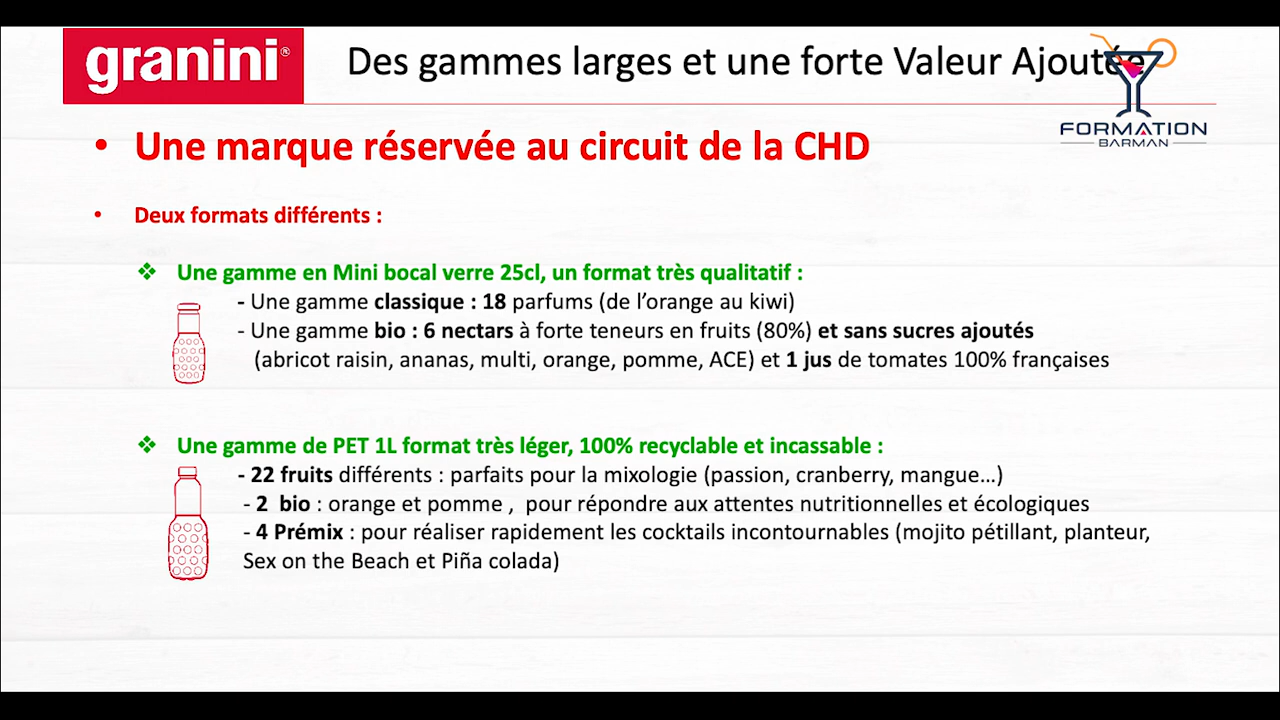 granini®
Des gammes larges et une forte Valeur Ajoutée
FORMATION
BARMAN
• Une marque réservée au circuit de la CHD
• Deux formats différents :
❖ Une gamme en Mini bocal verre 25cl, un format très qualitatif :
- Une gamme classique : 18 parfums (de l’orange au kiwi)
- Une gamme bio : 6 nectars à forte teneurs en fruits (80%) et sans sucres ajoutés
(abricot raisin, ananas, multi, orange, pomme, ACE) et 1 jus de tomates 100% françaises
❖ Une gamme de PET 1L format très léger, 100% recyclable et incassable :
- 22 fruits différents : parfaits pour la mixologie (passion, cranberry, mangue…)
- 2 bio : orange et pomme , pour répondre aux attentes nutritionnelles et écologiques
- 4 Prémix : pour réaliser rapidement les cocktails incontournables (mojito pétillant, planteur,
Sex on the Beach et Piña colada)